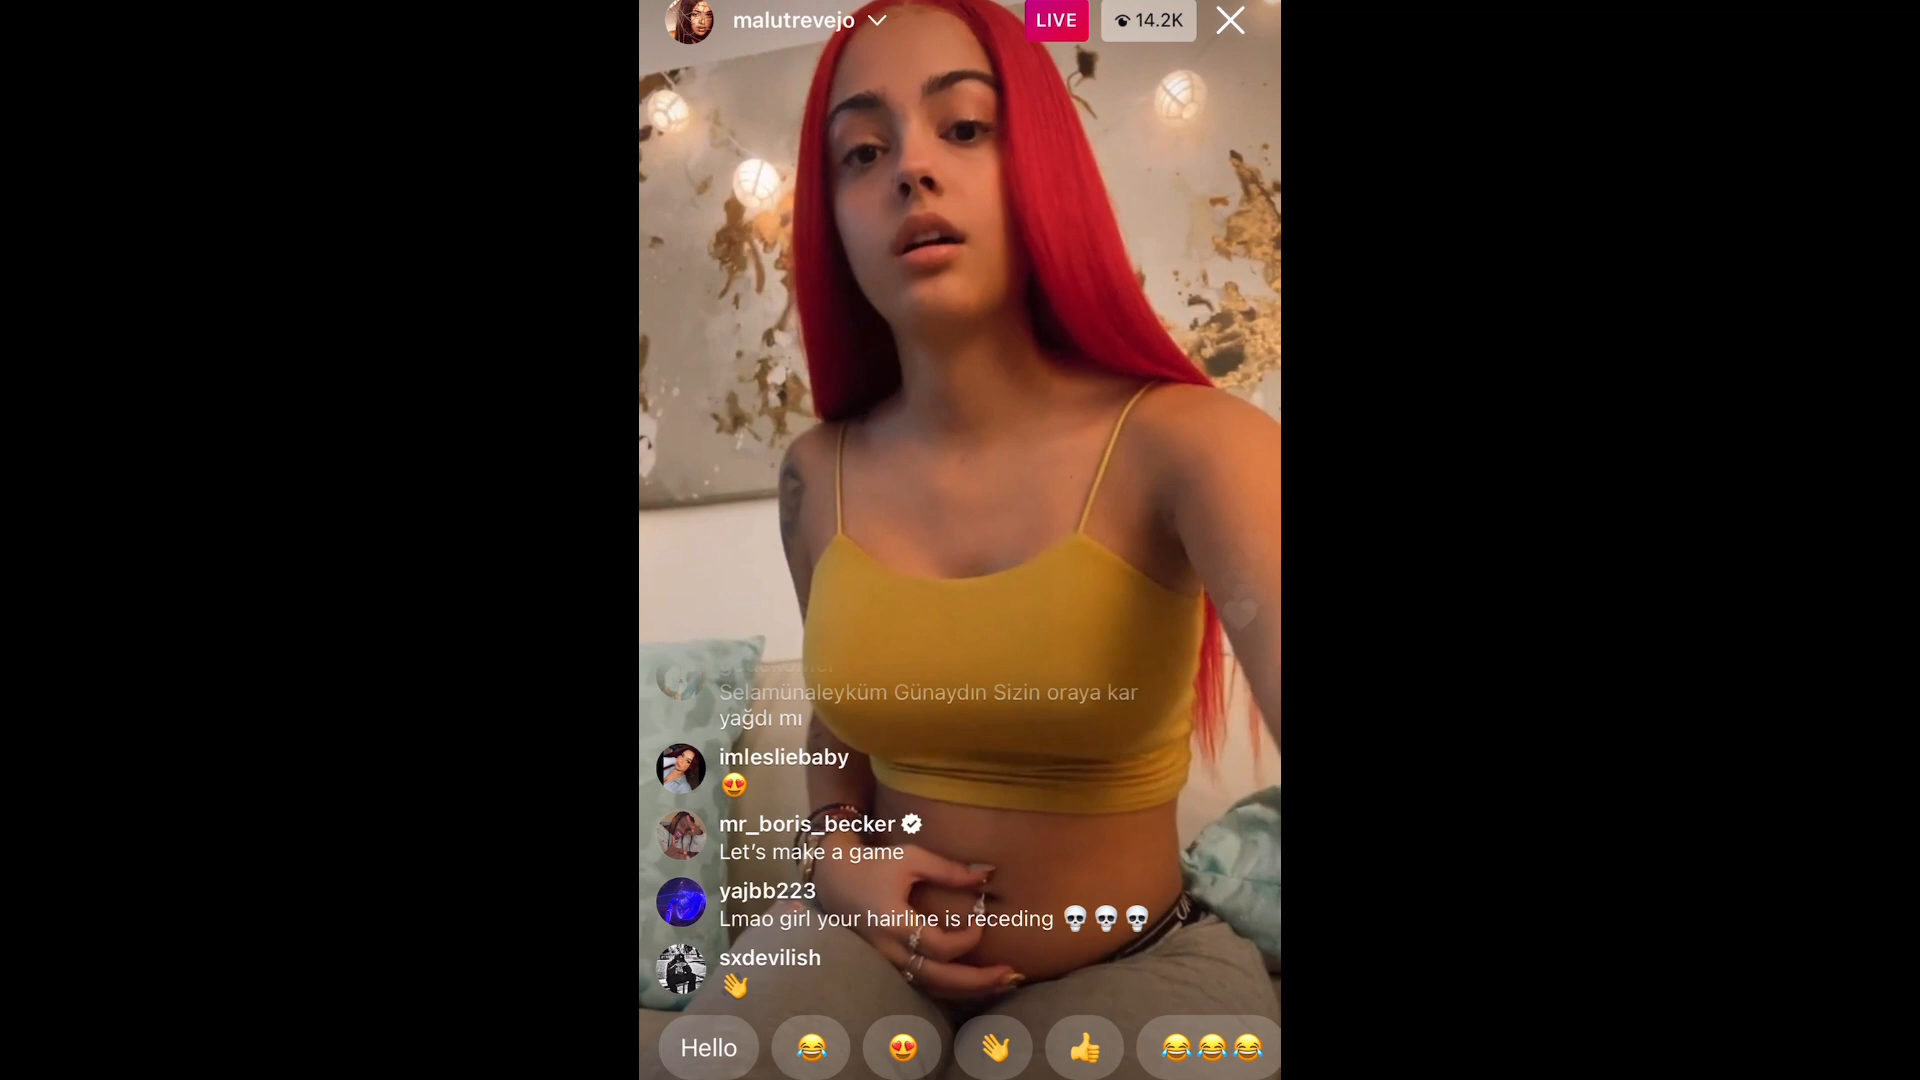 malutrevejo
LIVE
14.2K
Selamünaleyküm Günaydın Sizin oraya kar
yağdı mı
imlesliebaby
😍
mr_boris_becker
Let’s make a game
yajbb223
Lmao girl your hairline is receding 💀💀💀
sxdevilish
👋
Hello 😂 😍 👋 👍 😂😂😂